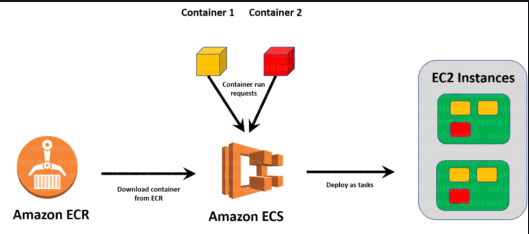 Container 1 Container 2
Container run
requests
EC2 Instances
Download container
from ECR
Deploy as tasks
Amazon ECR
Amazon ECS